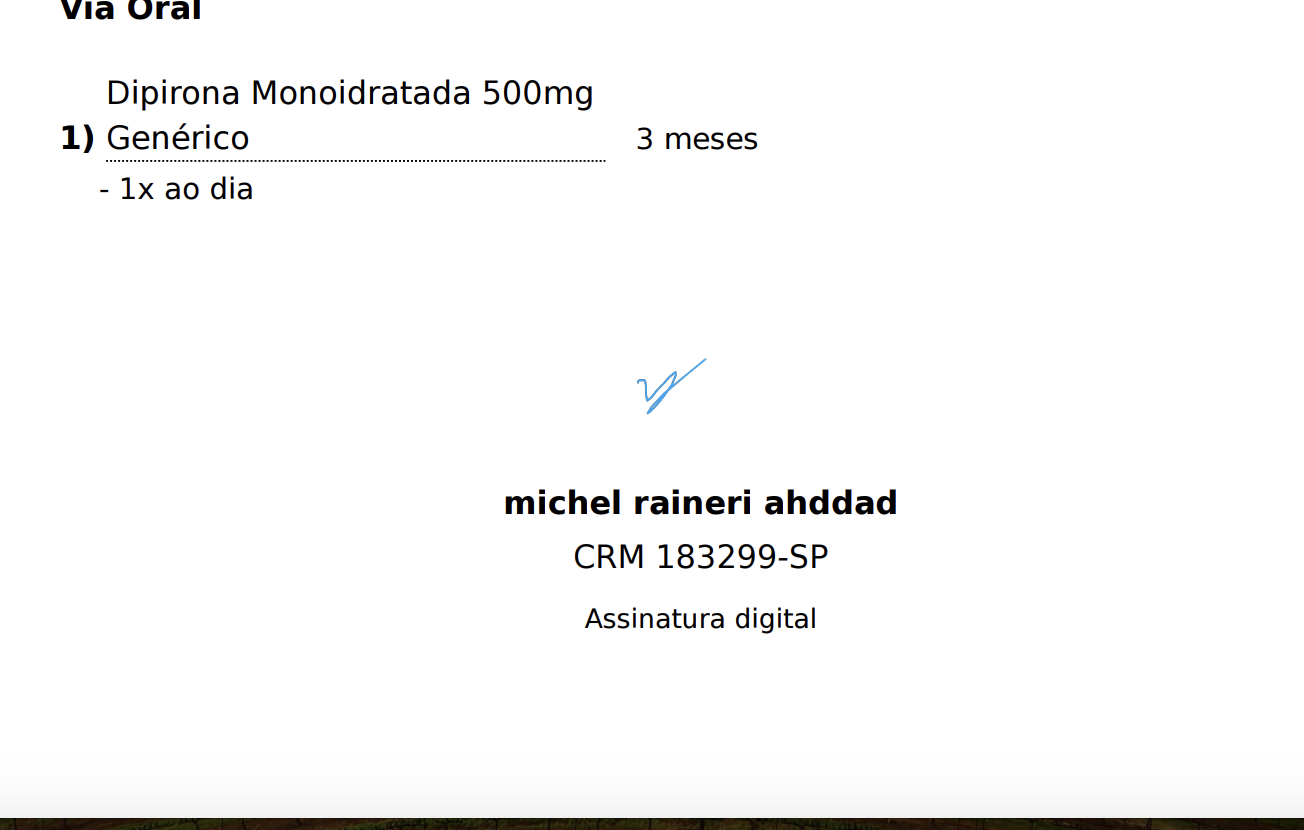 Via Oral
Dipirona Monoidratada 500mg
1) Genérico 3 meses
- 1x ao dia
michel raineri ahddad
CRM 183299-SP
Assinatura digital